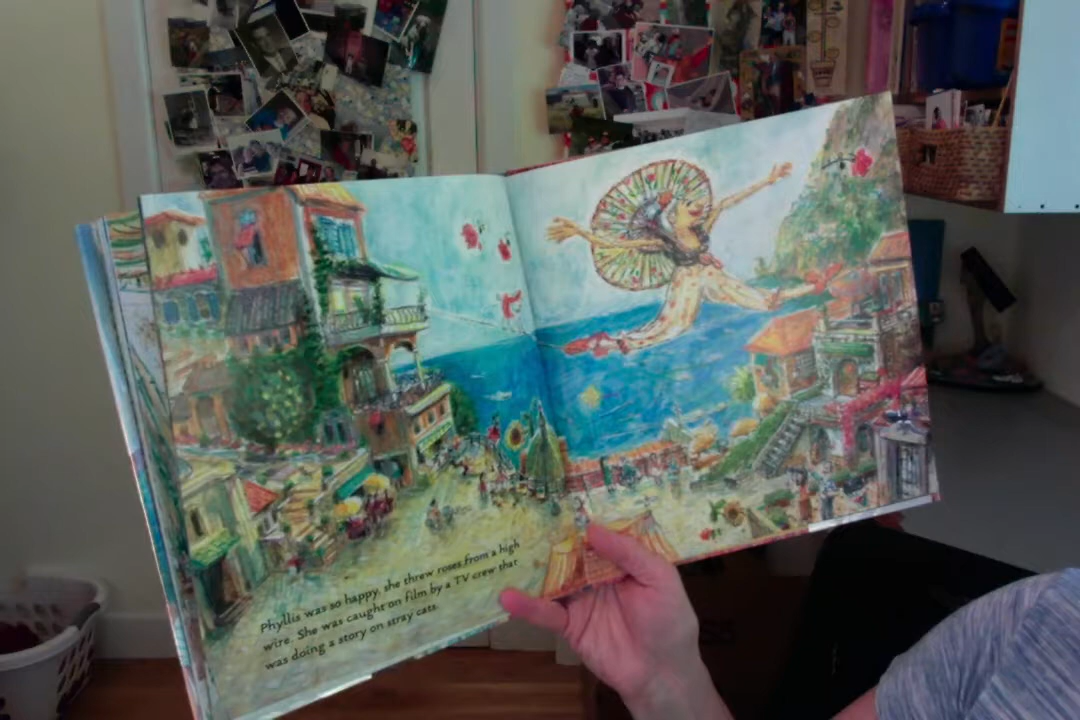 Phyllis was so happy, she threw roses from a high
wire. She was caught on film by a TV crew that
was doing a story on stray cats.